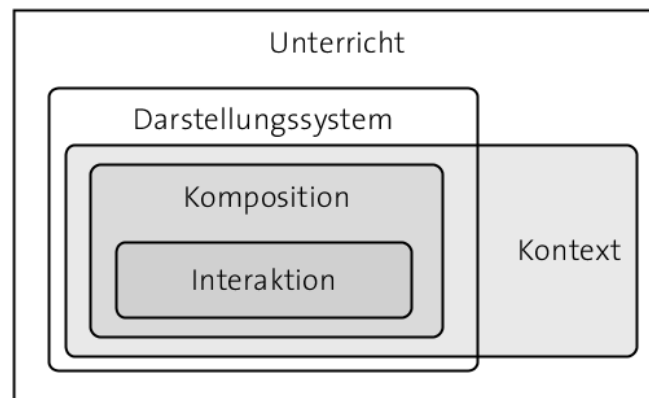 Unterricht
Darstellungssystem
Komposition
Kontext
Interaktion